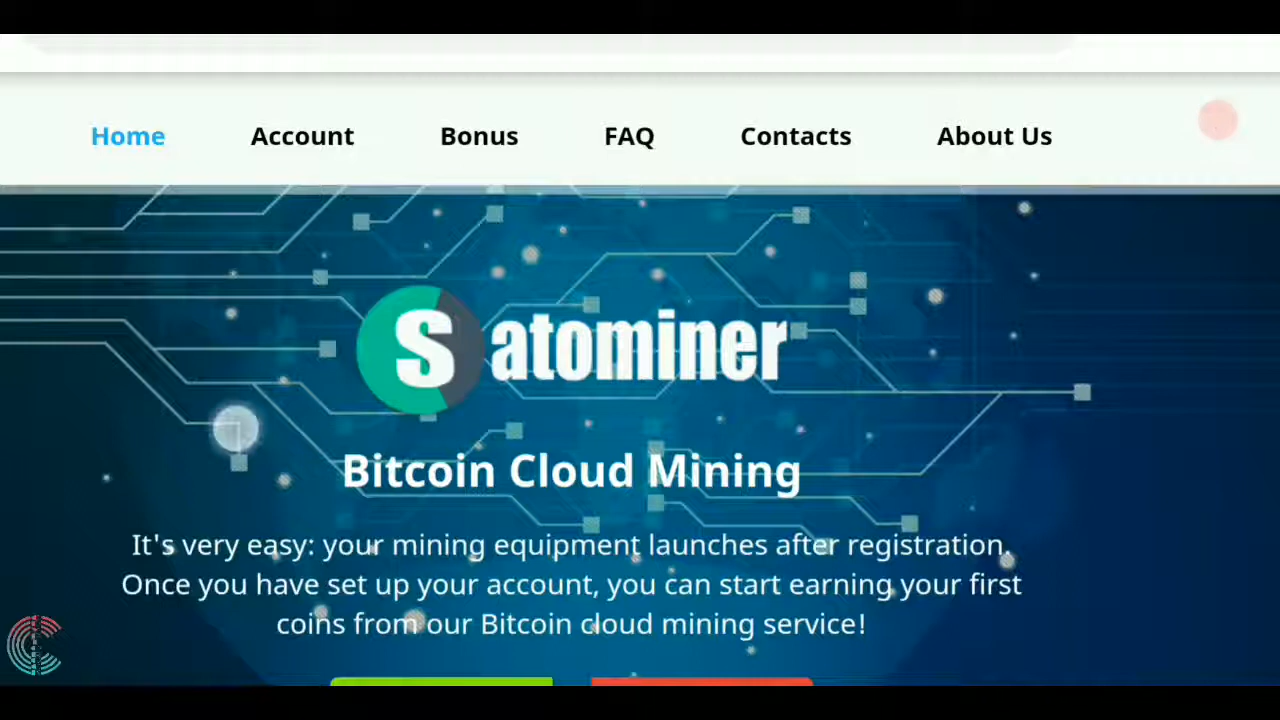 Home Account Bonus FAQ Contacts About Us
Satominer
Bitcoin Cloud Mining
It's very easy: your mining equipment launches after registration.
Once you have set up your account, you can start earning your first
coins from our Bitcoin cloud mining service!